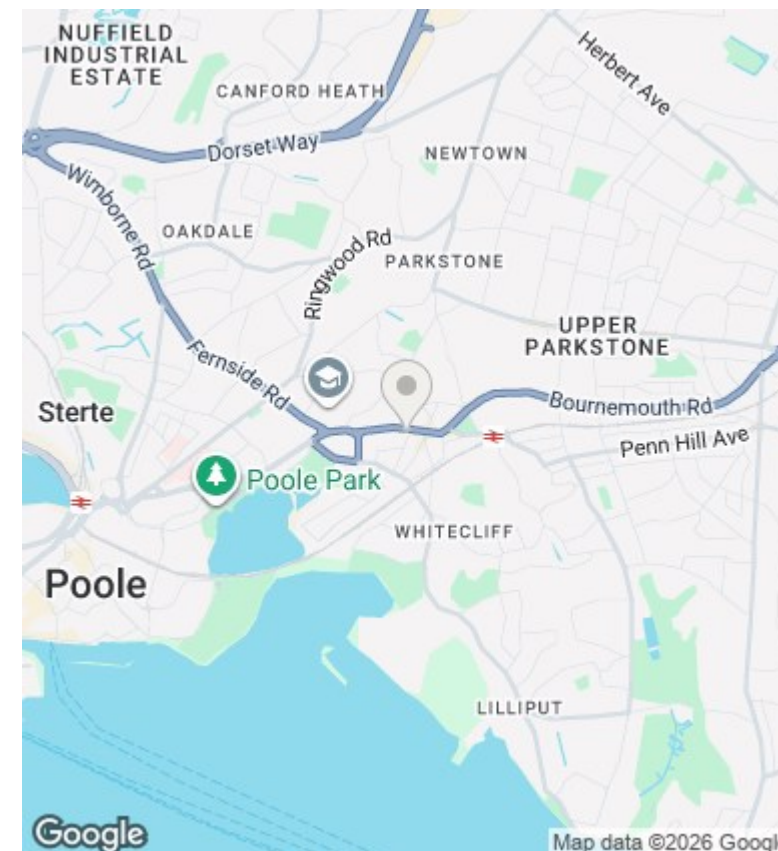 NUFFIELD
INDUSTRIAL
ESTATE
CANFORD HEATH
Herbert Ave
Dorset Way
NEWTOWN
Wimborne Rd
OAKDALE
Ringwood Rd
PARKSTONE
UPPER
PARKSTONE
Fernside Rd
Sterte
Bournemouth Rd
Penn Hill Ave
Poole Park
WHITECLIFF
Poole
LILLIPUT
Google
Map data ©2026 Googl